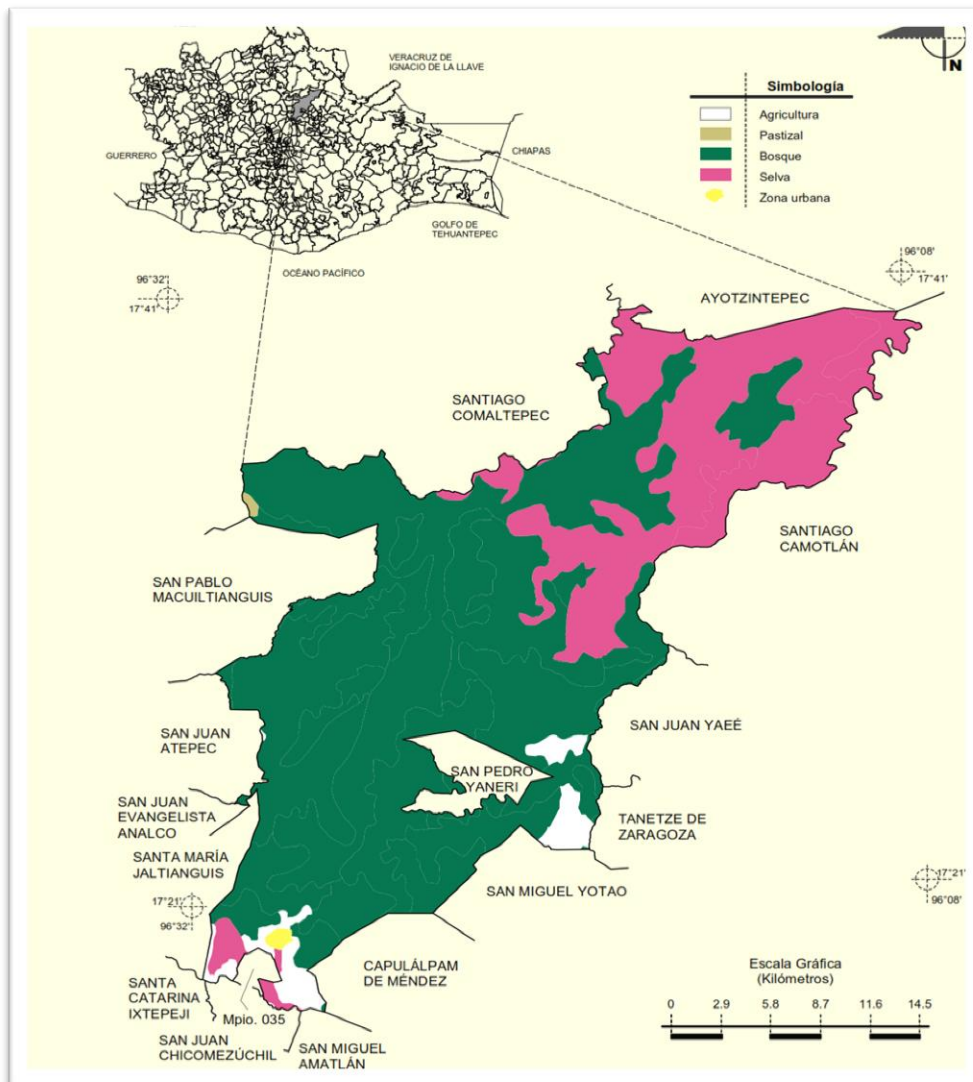 VERACRUZ DE
IGNACIO DE LA LLAVE
GUERRERO
CHIAPAS
GOLFO DE
TEHUANTEPEC
OCÉANO PACÍFICO
N
Simbología
Agricultura
Pastizal
Bosque
Selva
Zona urbana
96°32'
17°41'
96°08'
17°41'
AYOTZINTEPEC
SANTIAGO
COMALTEPEC
SANTIAGO
CAMOTLÁN
SAN PABLO
MACUILTIANGUIS
SAN JUAN
ATEPEC
SAN JUAN YAEÉ
SAN PEDRO
YANERI
SAN JUAN
EVANGELISTA
ANALCO
TANETZE DE
ZARAGOZA
SANTA MARÍA
JALTIANGUIS
SAN MIGUEL YOTAO
17°21'
96°32'
17°21'
96°08'
CAPULÁLPAM
DE MÉNDEZ
SANTA
CATARINA
IXTEPEJI
Mpio. 035
SAN JUAN
CHICOMEZÚCHIL
SAN MIGUEL
AMATLÁN
Escala Gráfica
(Kilómetros)
0 2.9 5.8 8.7 11.6 14.5